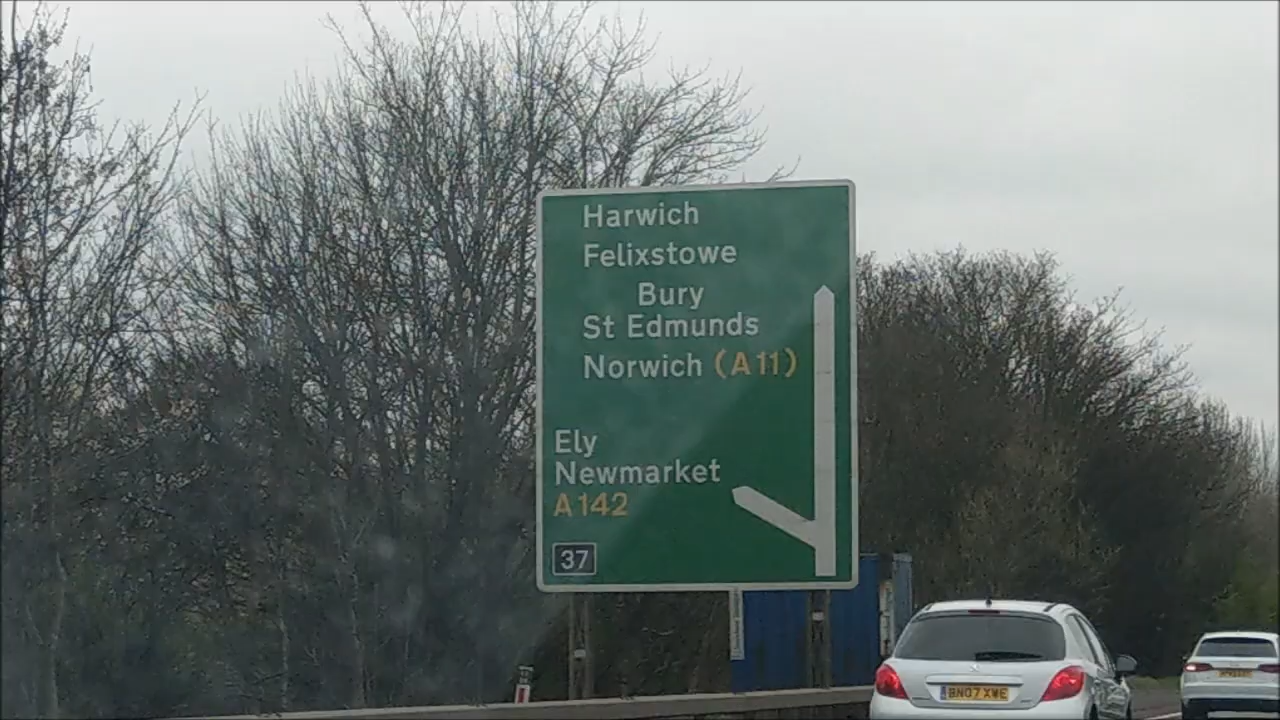 Harwich
Felixstowe
Bury
St Edmunds
Norwich (A11)
Ely
Newmarket
A142
37
BN07 XWE